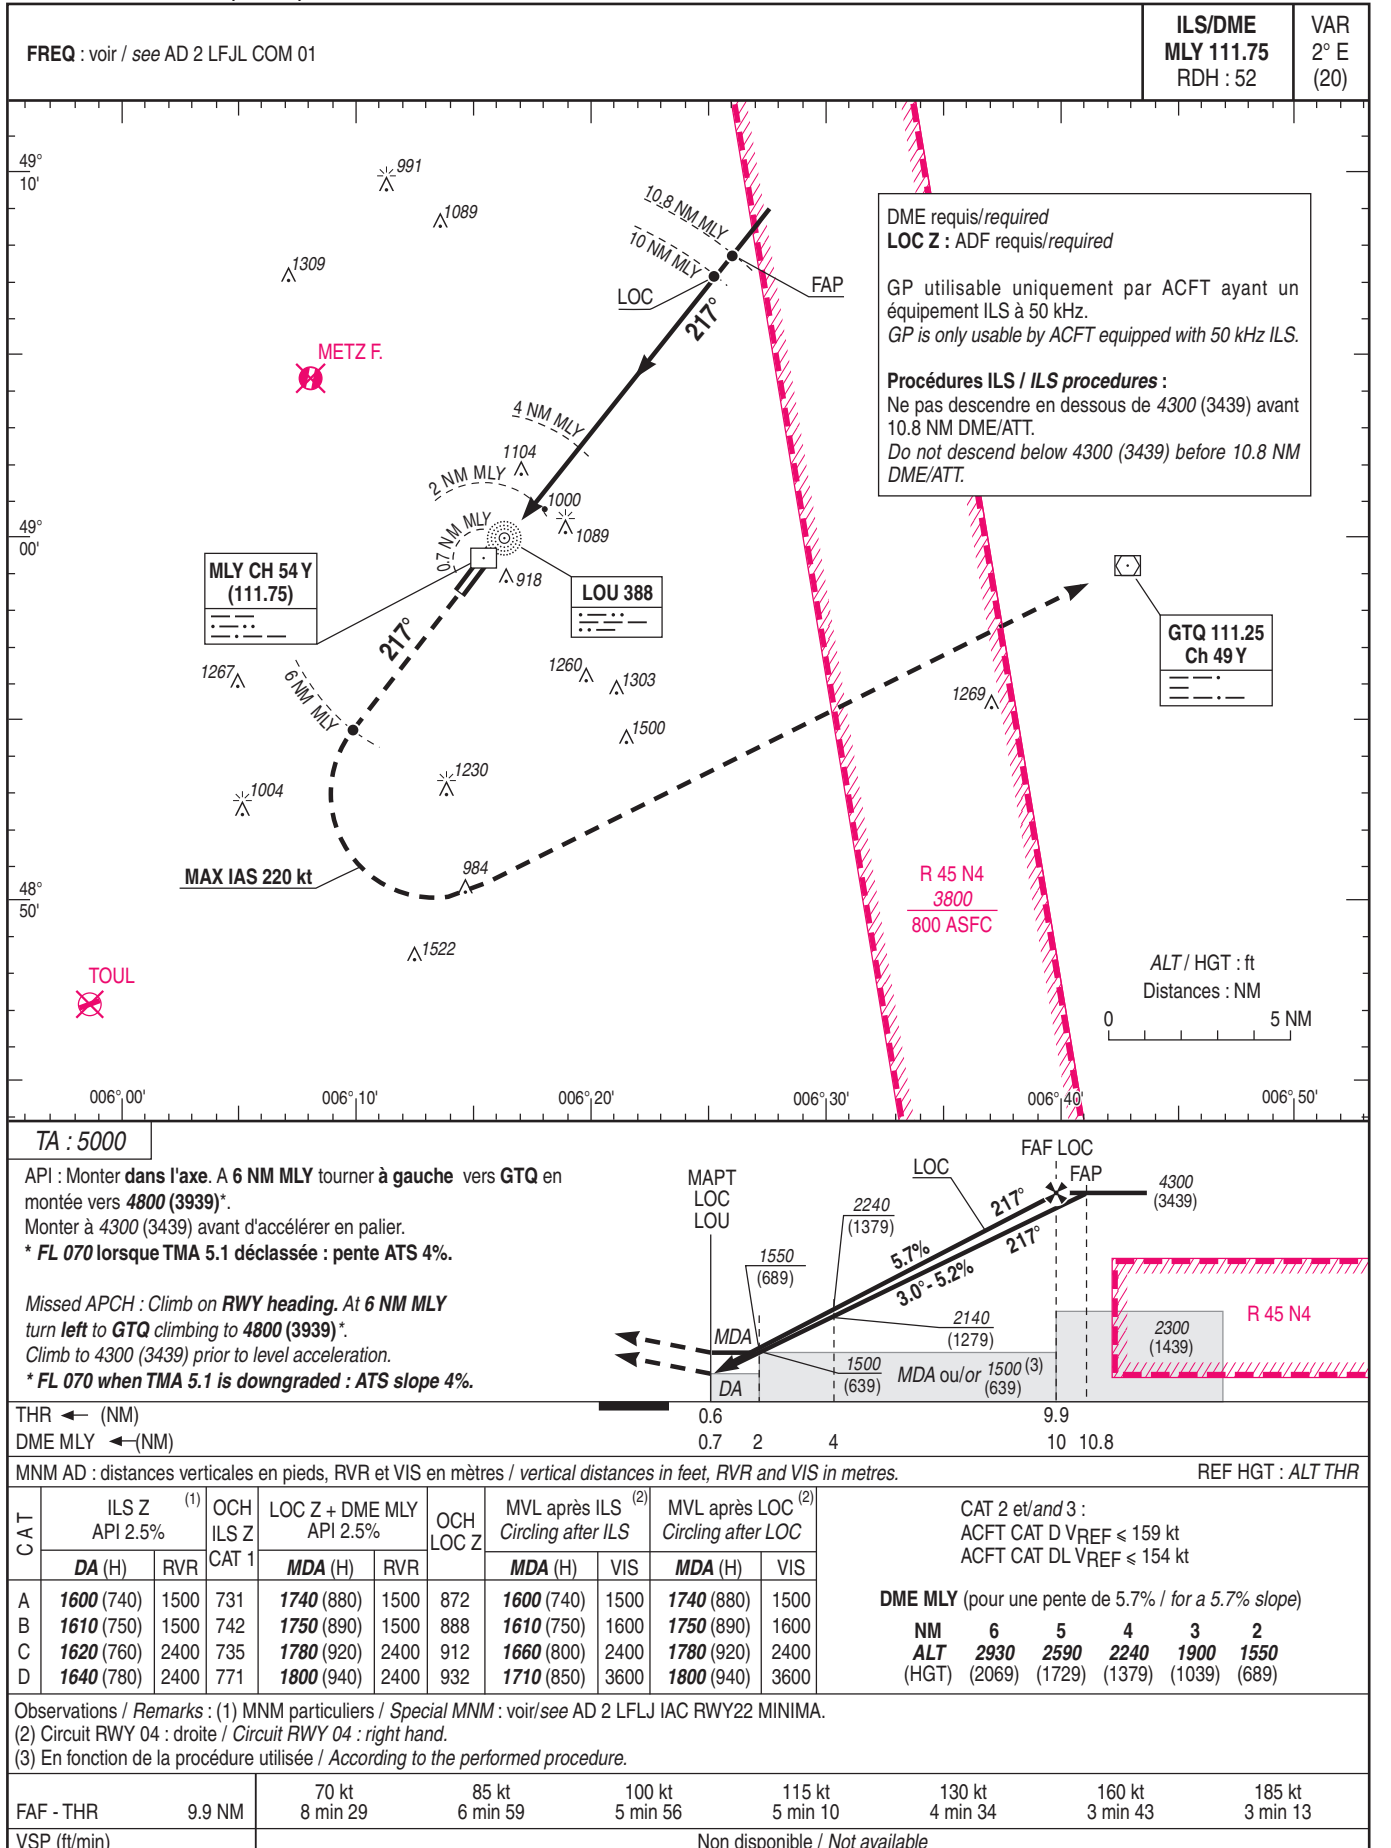 FREQ : voir / see AD 2 LFJL COM 01
ILS/DME
MLY 111.75
RDH : 52
VAR
2° E
(20)
49°
10'
991
1089
1309
10.8 NM MLY
10 NM MLY
LOC
FAP
217°
METZ F.
DME requis/required
LOC Z : ADF requis/required
GP utilisable uniquement par ACFT ayant un
équipement ILS à 50 kHz.
GP is only usable by ACFT equipped with 50 kHz ILS.
Procédures ILS / ILS procedures :
Ne pas descendre en dessous de 4300 (3439) avant
10.8 NM DME/ATT.
Do not descend below 4300 (3439) before 10.8 NM
DME/ATT.
4 NM MLY
1104
2 NM MLY
1000
1089
49°
00'
0.7 NM MLY
918
MLY CH 54 Y
(111.75)
LOU 388
GTQ 111.25
Ch 49 Y
217°
1267
6 NM MLY
1260
1303
1269
1500
1230
1004
MAX IAS 220 kt
984
48°
50'
R 45 N4
3800
800 ASFC
1522
TOUL
ALT / HGT : ft
Distances : NM
0 5 NM
006° 00' 006° 10' 006° 20' 006° 30' 006° 40' 006° 50'
TA : 5000
API : Monter dans l'axe. A 6 NM MLY tourner à gauche vers GTQ en
montée vers 4800 (3939)*.
Monter à 4300 (3439) avant d'accélérer en palier.
* FL 070 lorsque TMA 5.1 déclassée : pente ATS 4%.
Missed APCH : Climb on RWY heading. At 6 NM MLY
turn left to GTQ climbing to 4800 (3939)*.
Climb to 4300 (3439) prior to level acceleration.
* FL 070 when TMA 5.1 is downgraded : ATS slope 4%.
MAPT
LOC
LOU
LOC
FAF LOC
FAP
4300
(3439)
217°
217°
2240
(1379)
5.7%
3.0°- 5.2%
1550
(689)
2140
(1279)
R 45 N4
2300
(1439)
MDA
1500
(639)
MDA ou/or 1500 (3)
(639)
DA
THR (NM) 0.6 9.9
DME MLY (NM) 0.7 2 4 10 10.8
MNM AD : distances verticales en pieds, RVR et VIS en mètres / vertical distances in feet, RVR and VIS in metres. REF HGT : ALT THR
CAT
ILS Z (1)
API 2.5%
OCH
ILS Z
CAT 1
LOC Z + DME MLY
API 2.5%
OCH
LOC Z
MVL après ILS (2)
Circling after ILS
MVL après LOC (2)
Circling after LOC
DA (H) RVR MDA (H) RVR MDA (H) VIS MDA (H) VIS
A 1600 (740) 1500 731 1740 (880) 1500 872 1600 (740) 1500 1740 (880) 1500
B 1610 (750) 1500 742 1750 (890) 1500 888 1610 (750) 1600 1750 (890) 1600
C 1620 (760) 2400 735 1780 (920) 2400 912 1660 (800) 2400 1780 (920) 2400
D 1640 (780) 2400 771 1800 (940) 2400 932 1710 (850) 3600 1800 (940) 3600
CAT 2 et/and 3 :
ACFT CAT D VREF ≤ 159 kt
ACFT CAT DL VREF ≤ 154 kt
DME MLY (pour une pente de 5.7% / for a 5.7% slope)
NM 6 5 4 3 2
ALT 2930 2590 2240 1900 1550
(HGT) (2069) (1729) (1379) (1039) (689)
Observations / Remarks : (1) MNM particuliers / Special MNM : voir/see AD 2 LFLJ IAC RWY22 MINIMA.
(2) Circuit RWY 04 : droite / Circuit RWY 04 : right hand.
(3) En fonction de la procédure utilisée / According to the performed procedure.
70 kt 85 kt 100 kt 115 kt 130 kt 160 kt 185 kt
FAF - THR 9.9 NM 8 min 29 6 min 59 5 min 56 5 min 10 4 min 34 3 min 43 3 min 13
VSP (ft/min) Non disponible / Not available